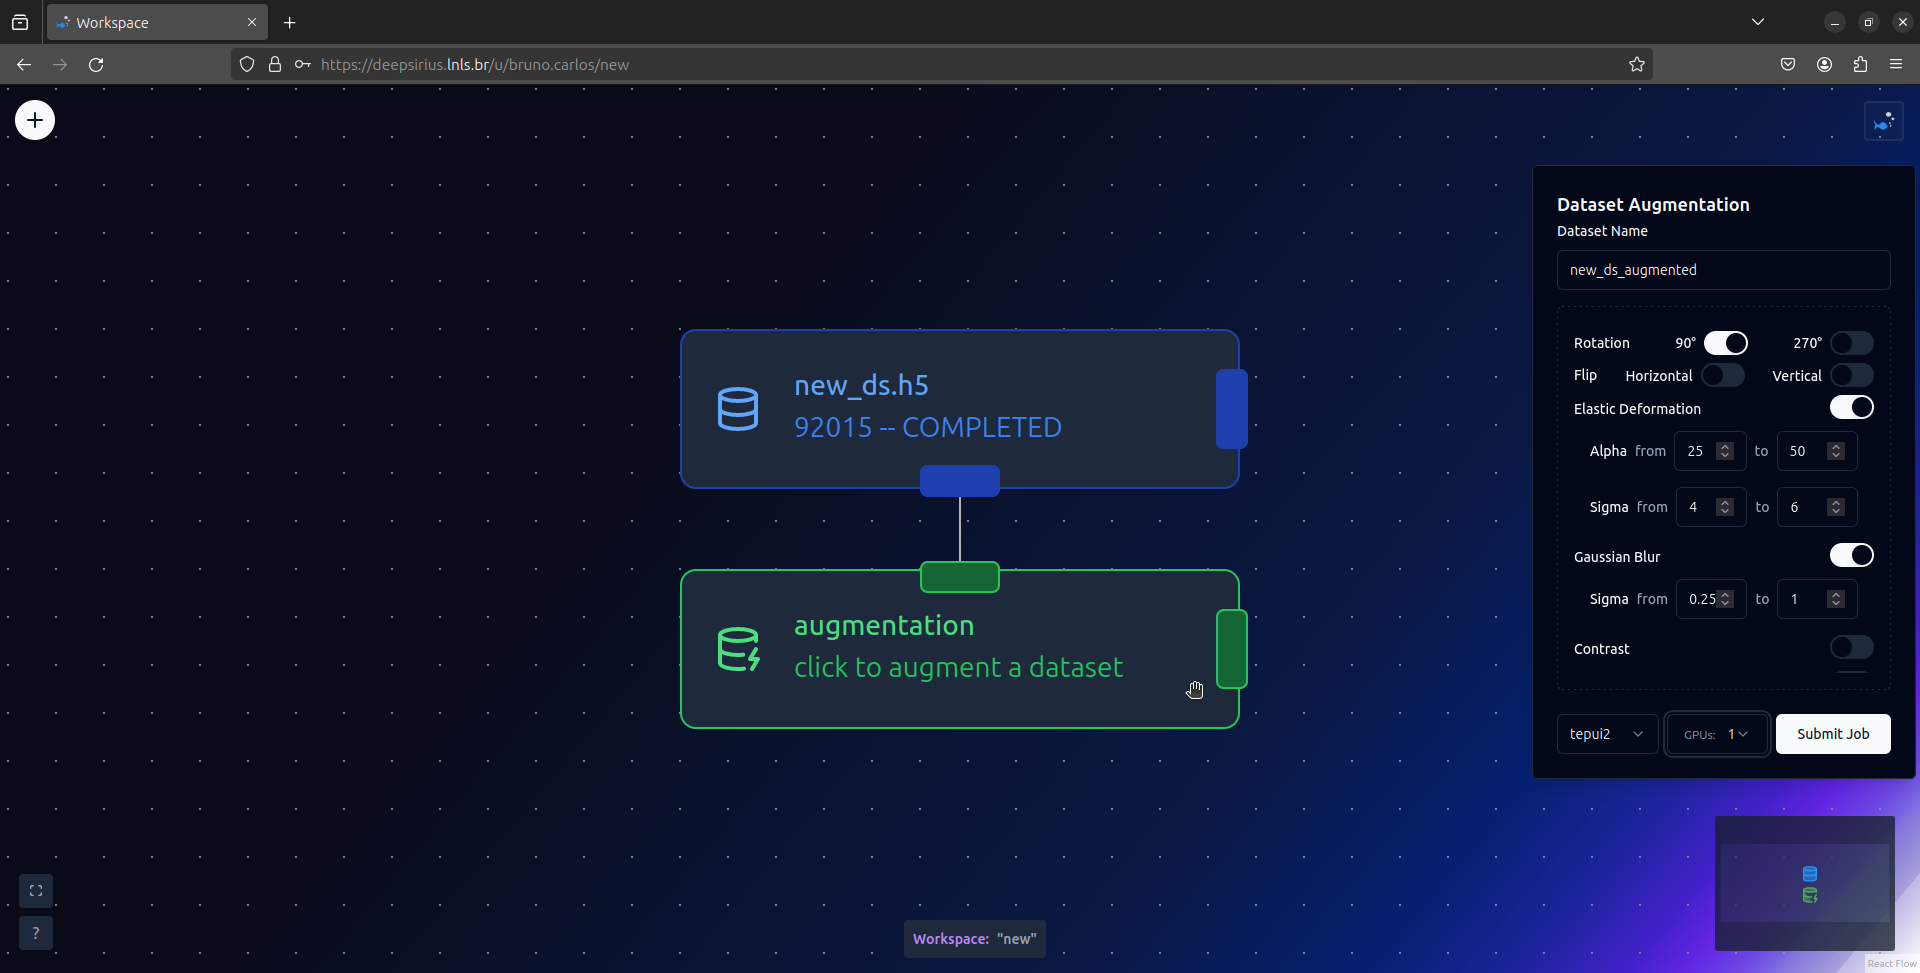 Workspace
https://deepsirius.lnls.br/u/bruno.carlos/new
Dataset Augmentation
Dataset Name
new_ds_augmented
Rotation 90° 270°
Flip Horizontal Vertical
Elastic Deformation
Alpha from 25 to 50
Sigma from 4 to 6
Gaussian Blur
Sigma from 0.25 to 1
Contrast
tepui2 GPUs: 1 Submit Job
new_ds.h5
92015 -- COMPLETED
augmentation
click to augment a dataset
?
Workspace: "new"
React Flow